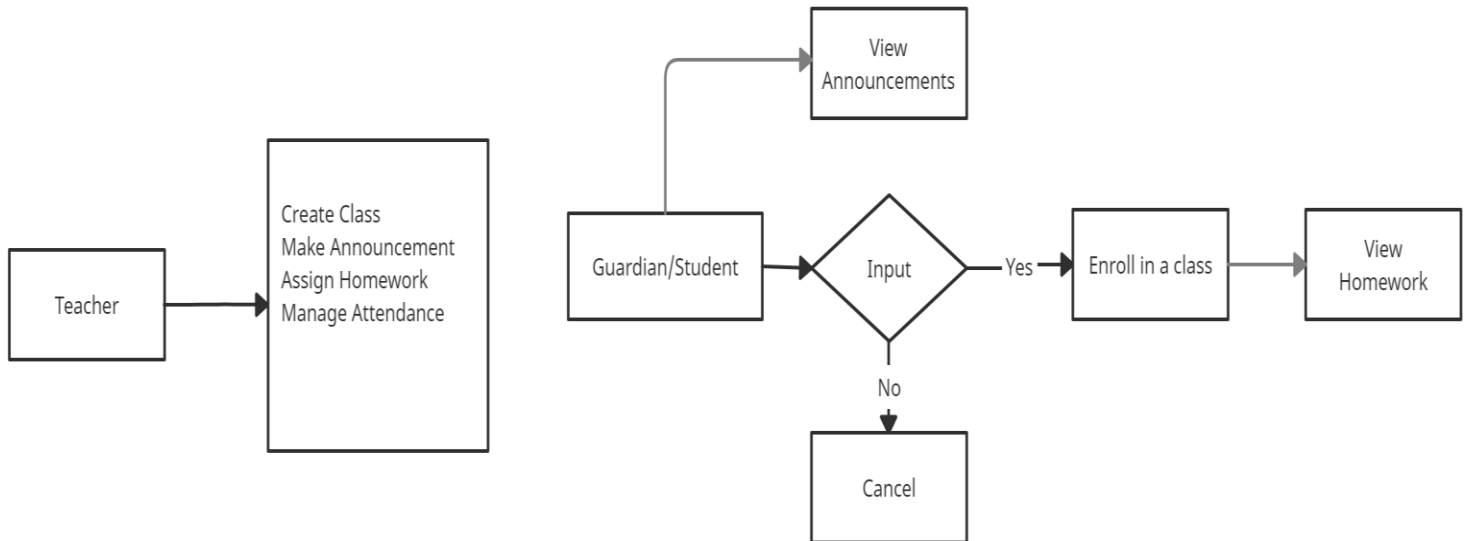 Teacher
Create Class
Make Announcement
Assign Homework
Manage Attendance
View
Announcements
Guardian/Student
Input
Yes
Enroll in a class
View
Homework
No
Cancel